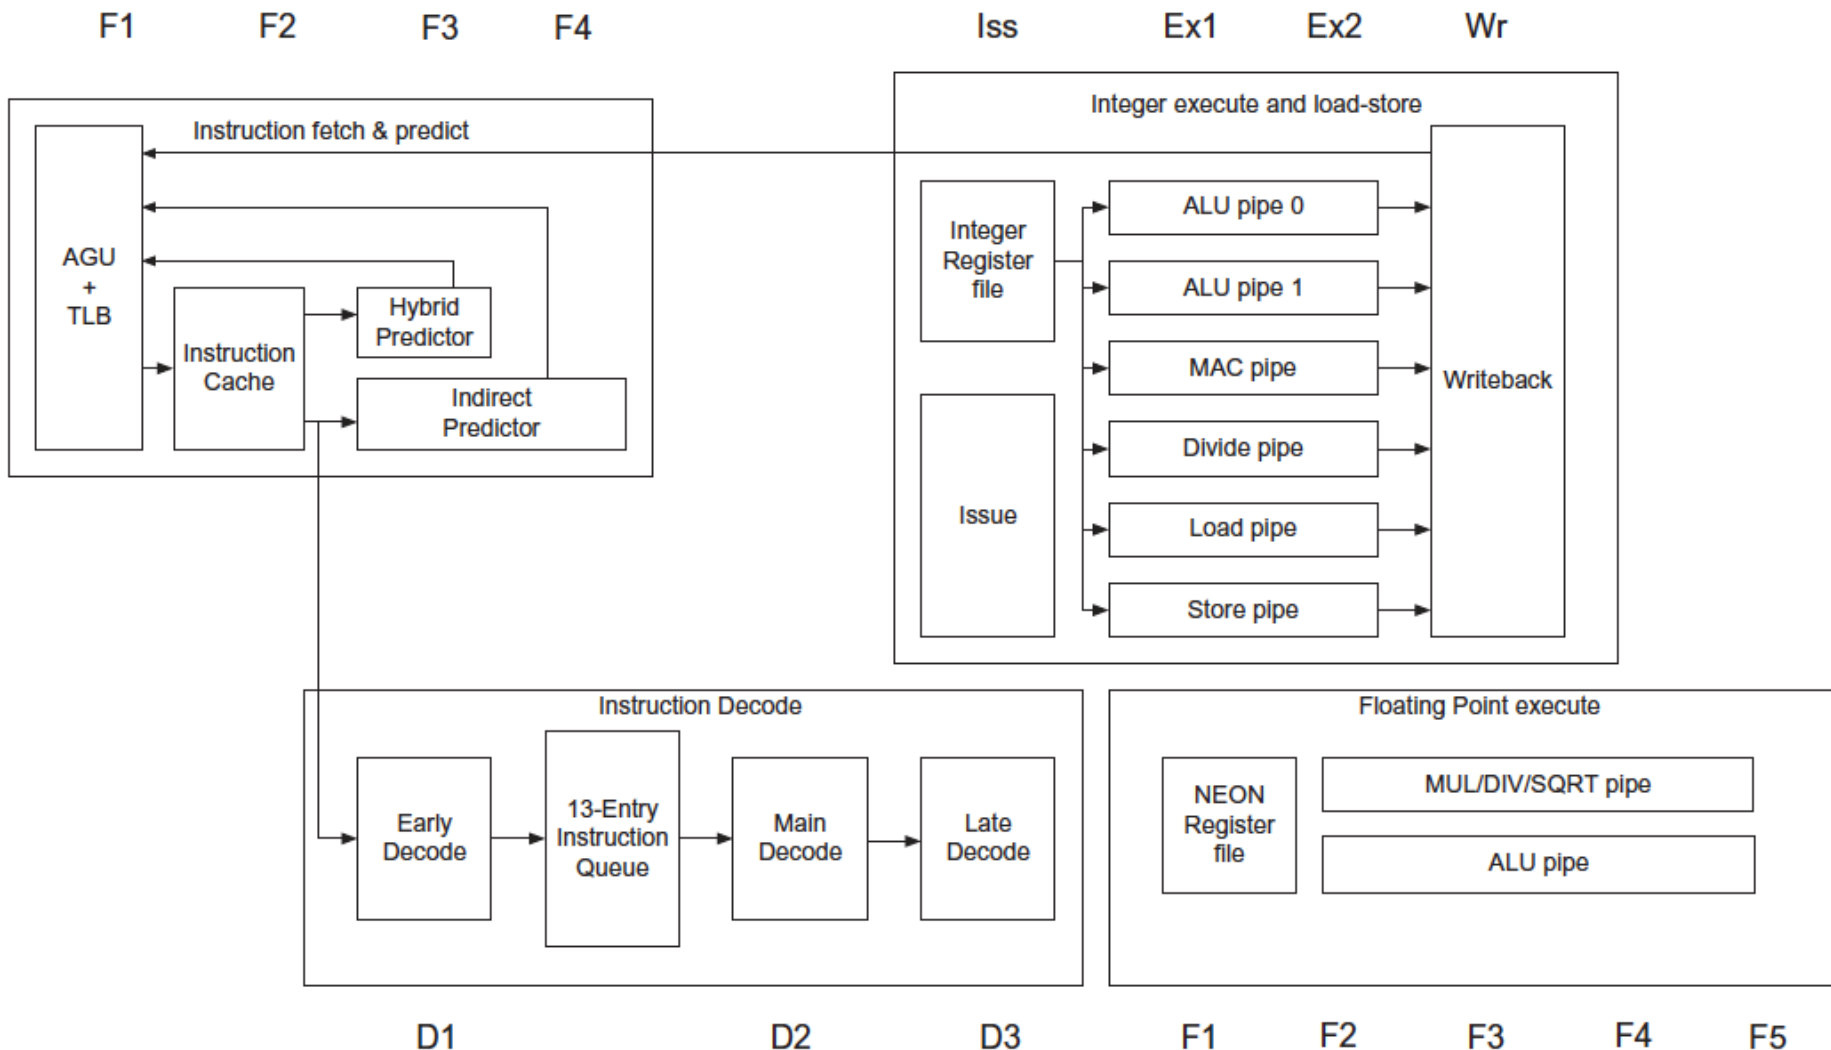 F1 F2 F3 F4 Iss Ex1 Ex2 Wr
Instruction fetch & predict
AGU
+
TLB
Instruction
Cache
Hybrid
Predictor
Indirect
Predictor
Integer execute and load-store
Integer
Register
file
Issue
ALU pipe 0
ALU pipe 1
MAC pipe
Divide pipe
Load pipe
Store pipe
Writeback
Instruction Decode
Early
Decode
13-Entry
Instruction
Queue
Main
Decode
Late
Decode
Floating Point execute
NEON
Register
file
MUL/DIV/SQRT pipe
ALU pipe
D1 D2 D3 F1 F2 F3 F4 F5